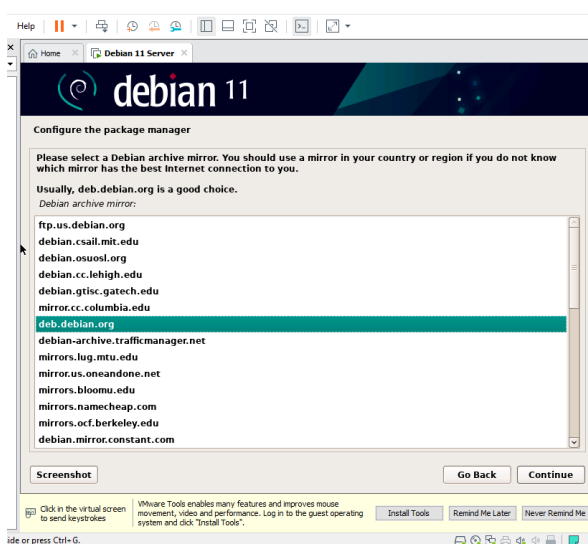 Help
Home
Debian 11 Server
debian 11
Configure the package manager
Please select a Debian archive mirror. You should use a mirror in your country or region if you do not know
which mirror has the best Internet connection to you.
Usually, deb.debian.org is a good choice.
Debian archive mirror:
ftp.us.debian.org
debian.csail.mit.edu
debian.osuosl.org
debian.cc.lehigh.edu
debian.gtisc.gatech.edu
mirror.cc.columbia.edu
deb.debian.org
debian-archive.trafficmanager.net
mirrors.lug.mtu.edu
mirror.us.oneandone.net
mirrors.bloomu.edu
mirrors.namecheap.com
mirrors.ocf.berkeley.edu
debian.mirror.constant.com
Screenshot
Go Back
Continue
Click in the virtual screen
to send keystrokes
VMware Tools enables many features and improves mouse
movement, video and performance. Log in to the guest operating
system and click "Install Tools".
Install Tools
Remind Me Later
Never Remind Me
ide or press Ctrl+G.